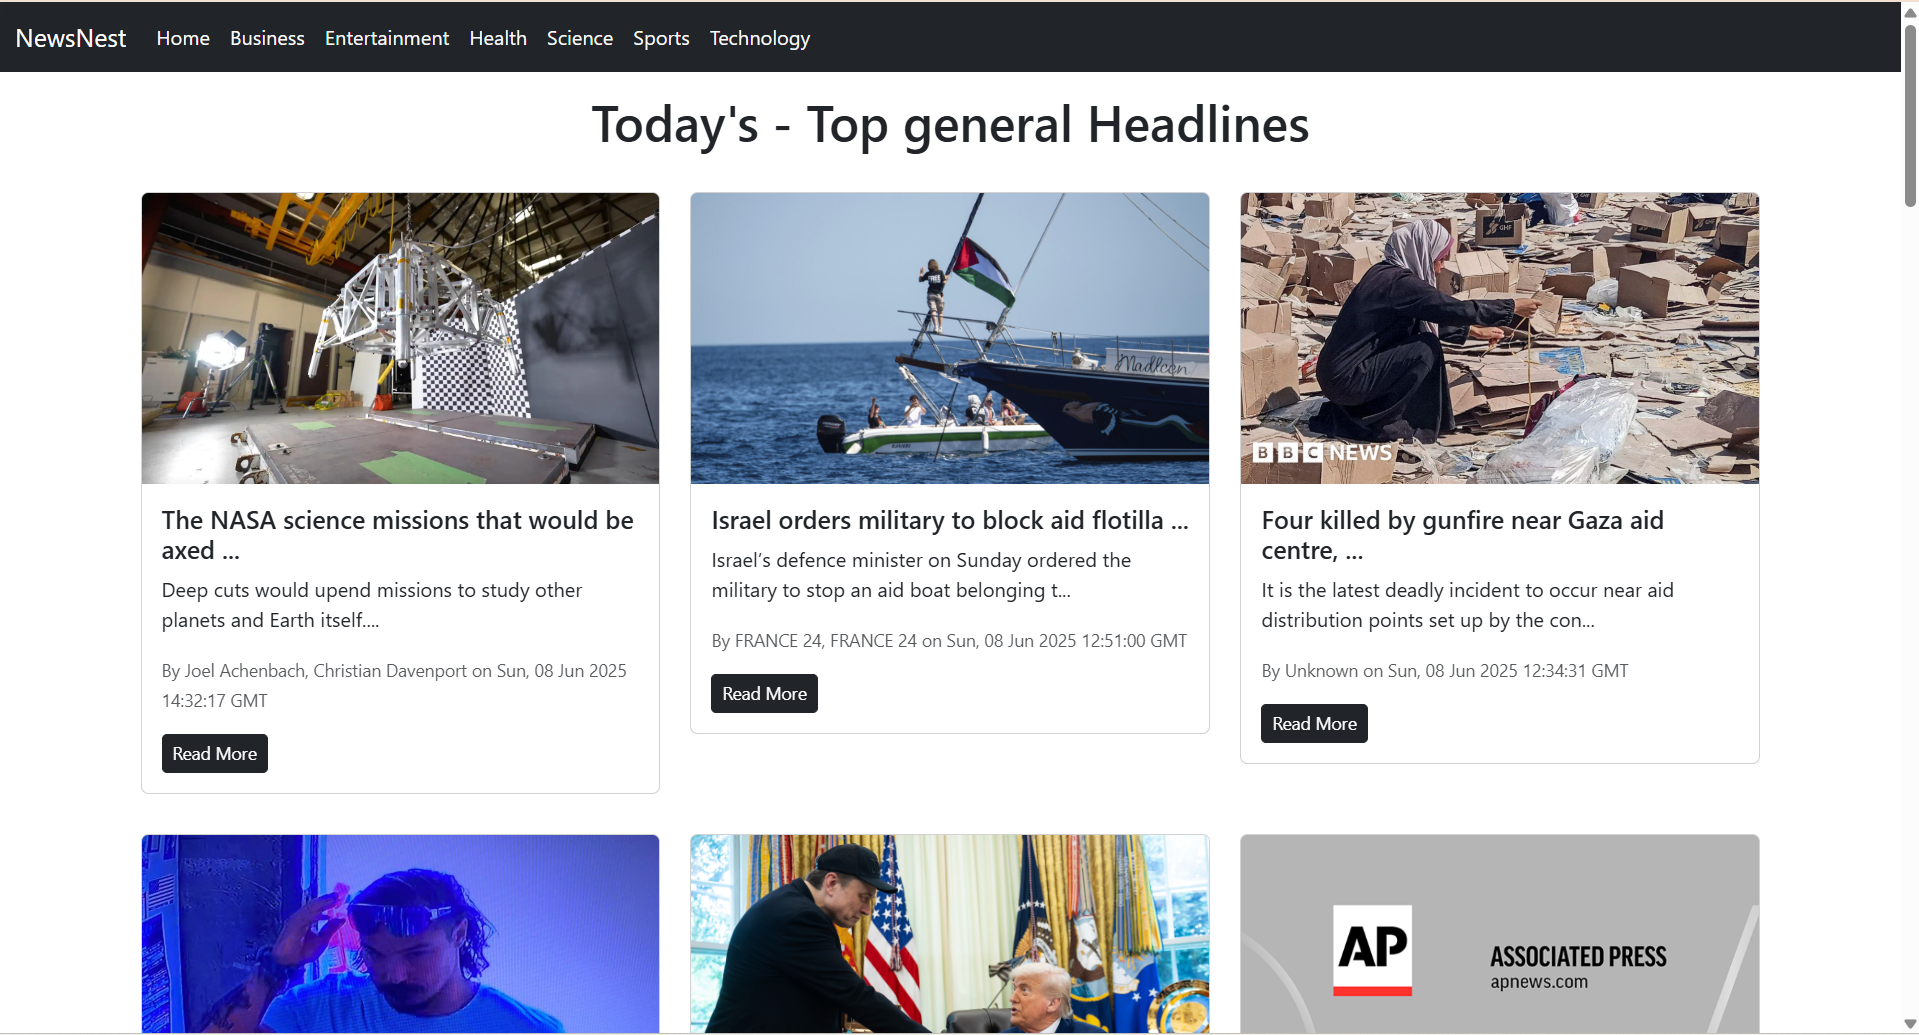 NewsNest Home Business Entertainment Health Science Sports Technology
Today's - Top general Headlines
Madleen
GHF
BBC NEWS
The NASA science missions that would be
axed ...
Deep cuts would upend missions to study other
planets and Earth itself....
By Joel Achenbach, Christian Davenport on Sun, 08 Jun 2025
14:32:17 GMT
Read More
Israel orders military to block aid flotilla ...
Israel’s defence minister on Sunday ordered the
military to stop an aid boat belonging t...
By FRANCE 24, FRANCE 24 on Sun, 08 Jun 2025 12:51:00 GMT
Read More
Four killed by gunfire near Gaza aid
centre, ...
It is the latest deadly incident to occur near aid
distribution points set up by the con...
By Unknown on Sun, 08 Jun 2025 12:34:31 GMT
Read More
AP
ASSOCIATED PRESS
apnews.com